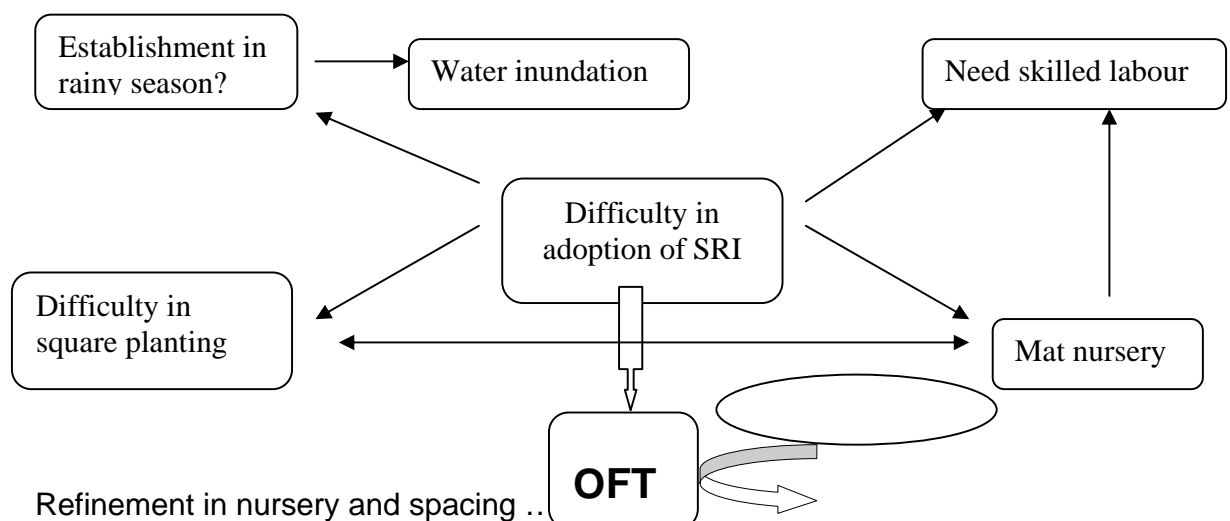 Establishment in
rainy season?
Water inundation
Need skilled labour
Difficulty in
adoption of SRI
Difficulty in
square planting
Mat nursery
OFT
Refinement in nursery and spacing ..